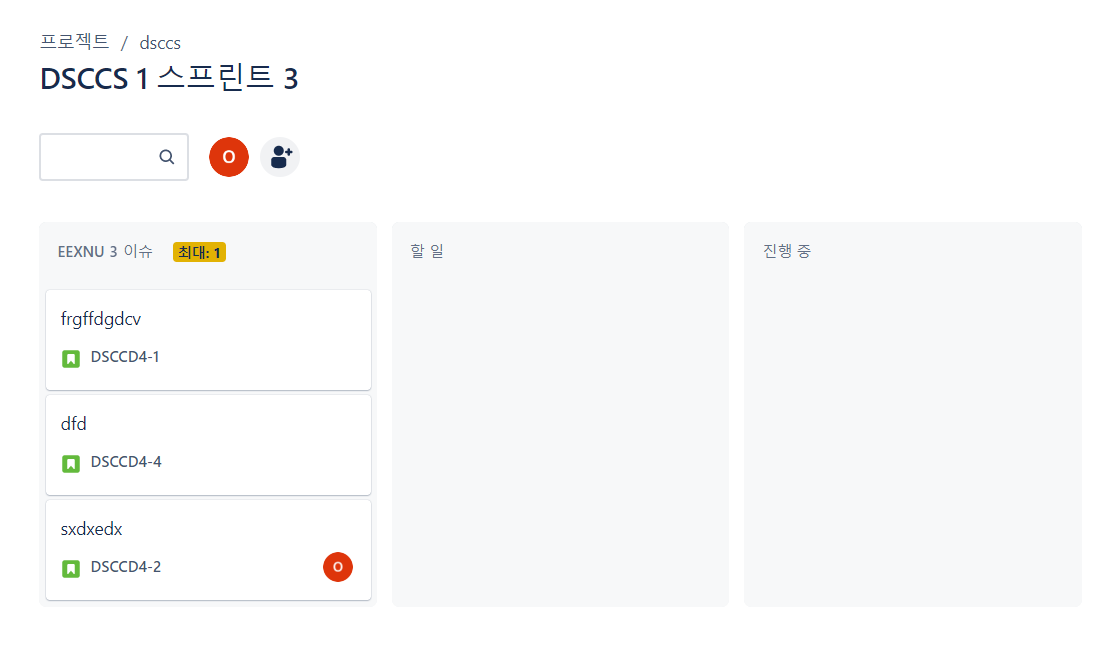 프로젝트 / dsccs
DSCCS 1 스프린트 3
O
EEXNU 3 이슈 최대: 1
frgffdgdcv
DSCCD4-1
dfd
DSCCD4-4
sxdxedx
DSCCD4-2 O
할 일
진행 중